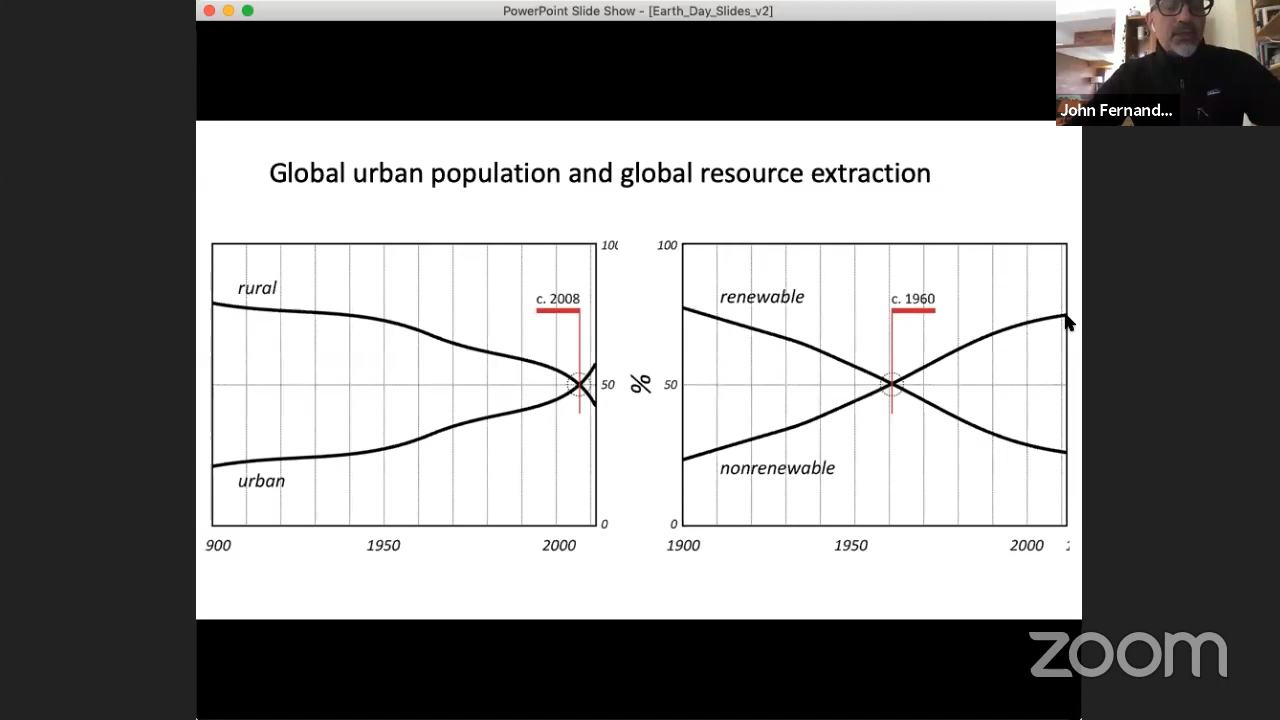 PowerPoint Slide Show - [Earth_Day_Slides_v2]
John Fernand...
Global urban population and global resource extraction
rural
urban
c. 2008
100
50
0
900
1950
2000
%
100
50
0
renewable
nonrenewable
c. 1960
1900
1950
2000
zoom